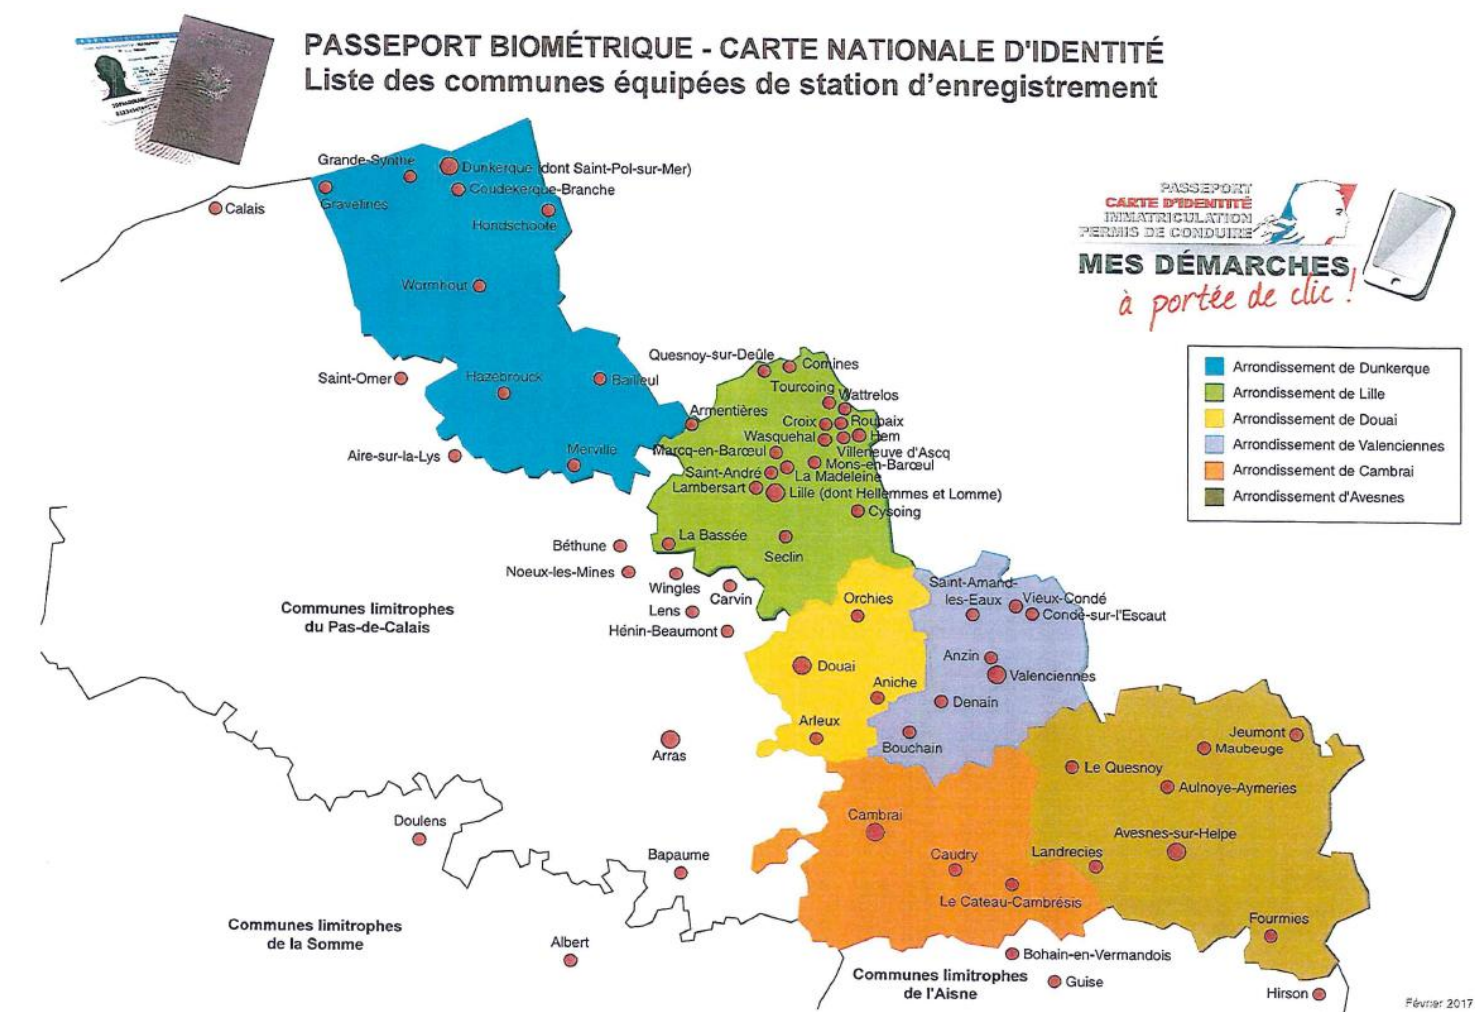 PASSEPORT BIOMÉTRIQUE - CARTE NATIONALE D'IDENTITÉ
Liste des communes équipées de station d'enregistrement
Grande-Synthe
Dunkerque (dont Saint-Pol-sur-Mer)
Coudekerque-Branche
Gravelines
Calais
Hondschoote
PASSEPORT
CARTE D'IDENTITÉ
IMMATRICULATION
PERMIS DE CONDUIRE
MES DÉMARCHES
à portée de clic !
Wormhout
Quesnoy-sur-Deûle
Comines
Arrondissement de Dunkerque
Arrondissement de Lille
Arrondissement de Douai
Arrondissement de Valenciennes
Arrondissement de Cambrai
Arrondissement d'Avesnes
Saint-Omer
Hazebrouck
Bailleul
Tourcoing
Wattrelos
Armentières
Croix
Roubaix
Wasquehal
Hem
Aire-sur-la-Lys
Merville
Marcq-en-Barœul
Villeneuve d'Ascq
Mons-en-Barœul
Saint-André
La Madeleine
Lambersart
Lille (dont Hellemmes et Lomme)
Cysoing
Béthune
La Bassée
Seclin
Noeux-les-Mines
Wingles
Carvin
Lens
Hénin-Beaumont
Communes limitrophes
du Pas-de-Calais
Orchies
Saint-Amand-
les-Eaux
Vieux-Condé
Condé-sur-l'Escaut
Douai
Anzin
Valenciennes
Aniche
Denain
Arleux
Bouchain
Arras
Jeumont
Maubeuge
Le Quesnoy
Aulnoye-Aymeries
Doulens
Cambrai
Avesnes-sur-Helpe
Bapaume
Caudry
Landrecies
Le Cateau-Cambrésis
Communes limitrophes
de la Somme
Albert
Fourmies
Bohain-en-Vermandois
Communes limitrophes
de l'Aisne
Guise
Hirson
Février 2017